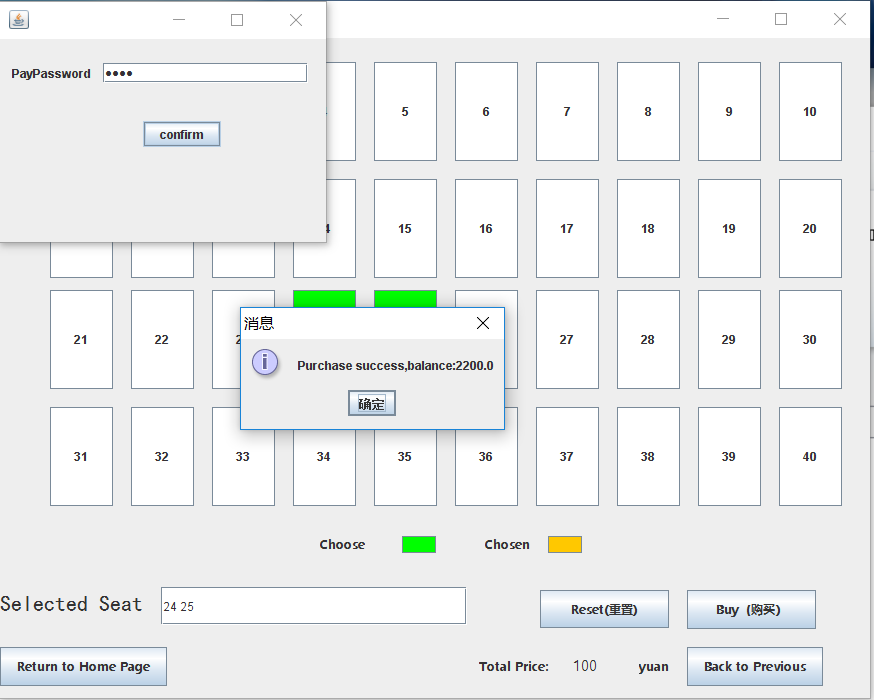 PayPassword ••••
confirm
5 6 7 8 9 10
15 16 17 18 19 20
21 22 27 28 29 30
消息
Purchase success,balance:2200.0
确定
31 32 33 34 35 36 37 38 39 40
Choose Chosen
Selected Seat 24 25 Reset(重置) Buy (购买)
Return to Home Page Total Price: 100 yuan Back to Previous